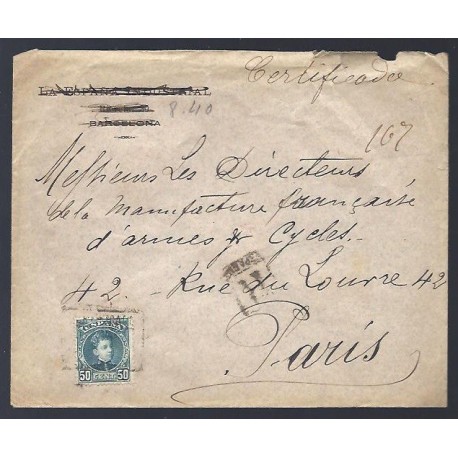 Certificado
LA ESPAÑA INDUSTRIAL
8.40
BARCELONA
167
Messieurs Les Directeurs
de la Manufacture française
d'armes & Cycles
42 - Rue du Louvre 42
Paris
ESPAÑA
50 CENT. 50